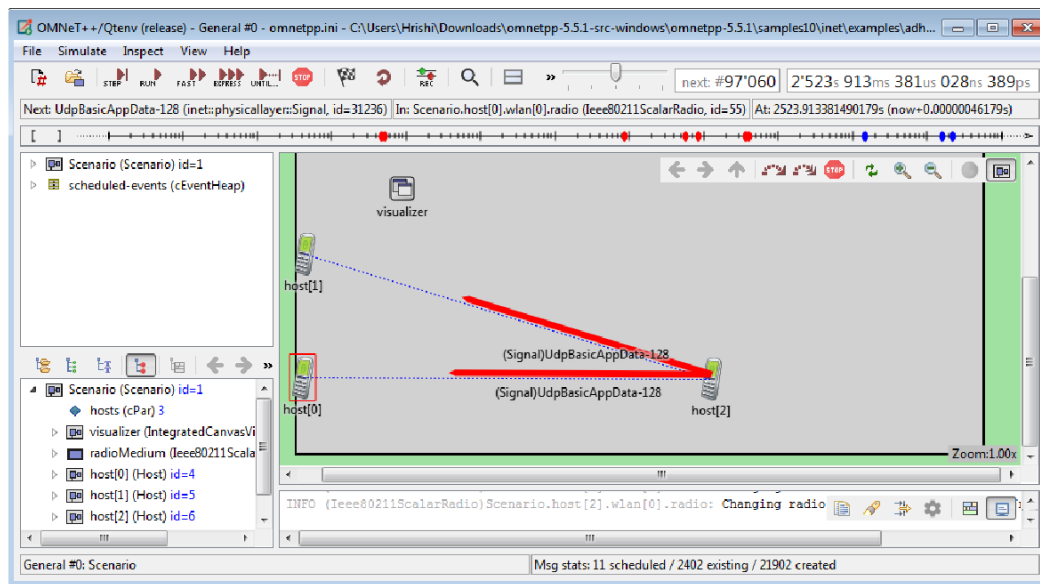 OMNeT++/Qtenv (release) - General #0 - omnetpp.ini - C:\Users\Hrishi\Downloads\omnetpp-5.5.1-src-windows\omnetpp-5.5.1\samples10\inet\examples\adh...
File Simulate Inspect View Help
STEP RUN FAST EXPRESS UNTIL... STOP REC » next: #97'060 2'523s 913ms 381us 028ns 389ps
Next: UdpBasicAppData-128 (inet::physicallayer::Signal, id=31236) In: Scenario.host[0].wlan[0].radio (Ieee80211ScalarRadio, id=55) At: 2523.913381490179s (now+0.00000046179s)
Scenario (Scenario) id=1
scheduled-events (cEventHeap)
STOP
visualizer
host[1]
(Signal)UdpBasicAppData-128
(Signal)UdpBasicAppData-128
host[0]
host[2]
Zoom:1.00x
»
Scenario (Scenario) id=1
hosts (cPar) 3
visualizer (IntegratedCanvasVi
radioMedium (Ieee80211Scala
host[0] (Host) id=4
host[1] (Host) id=5
host[2] (Host) id=6
INFO (Ieee80211ScalarRadio)Scenario.host[2].wlan[0].radio: Changing radio
General #0: Scenario
Msg stats: 11 scheduled / 2402 existing / 21902 created